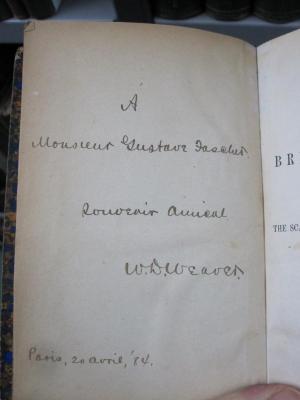 À
Monsieur Gustave
Souvenir Amical
W.D. Weaver.
Paris, 20 avril, '84.
BR
THE SC